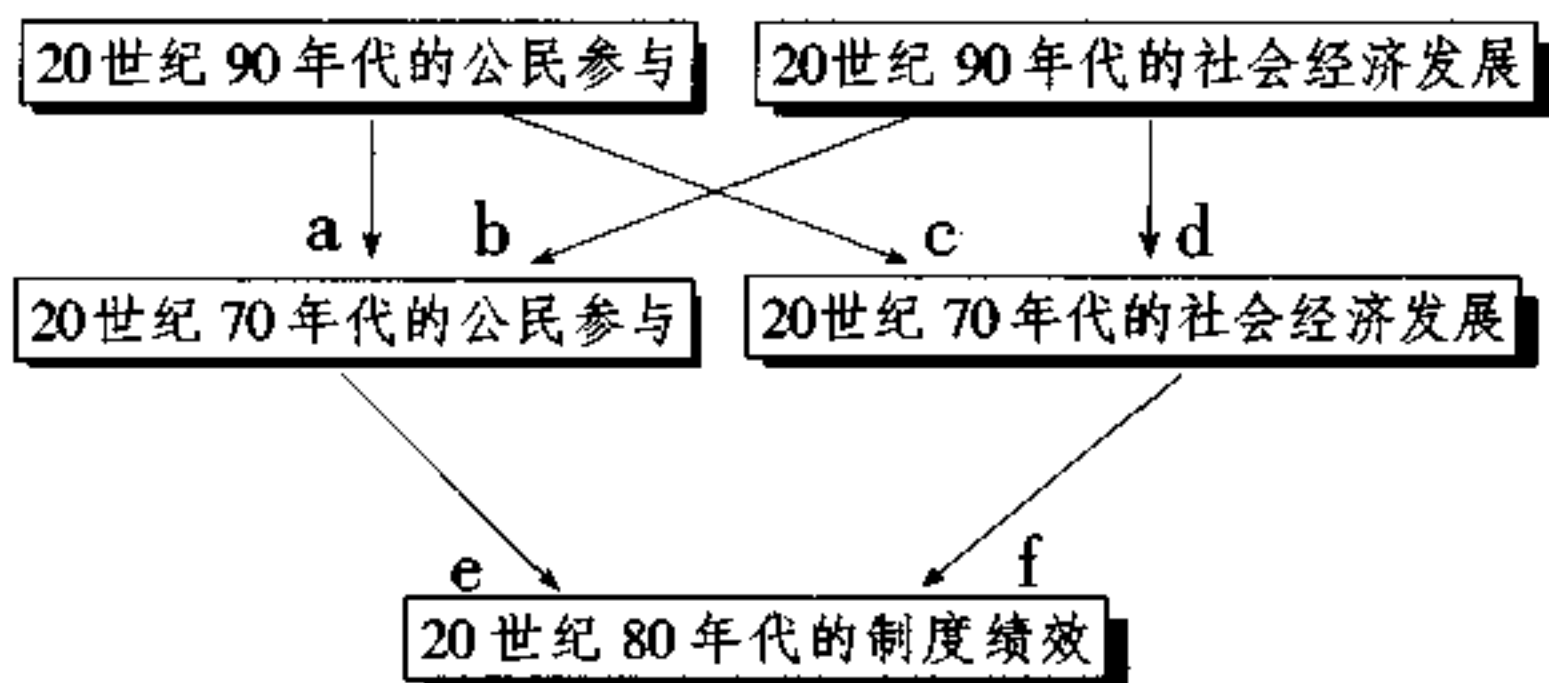 20世纪 90 年代的公民参与
20世纪 90 年代的社会经济发展
a
b
c
d
20世纪 70 年代的公民参与
20世纪 70 年代的社会经济发展
e
f
20 世纪 80 年代的制度绩效